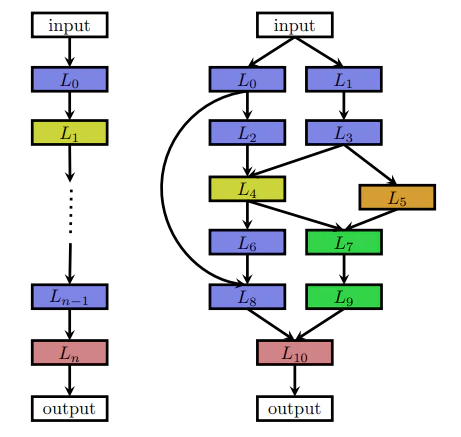 input
L₀
L₁
Lₙ₋₁
Lₙ
output
input
L₀ L₁
L₂ L₃
L₄
L₅
L₆ L₇
L₈ L₉
L₁₀
output